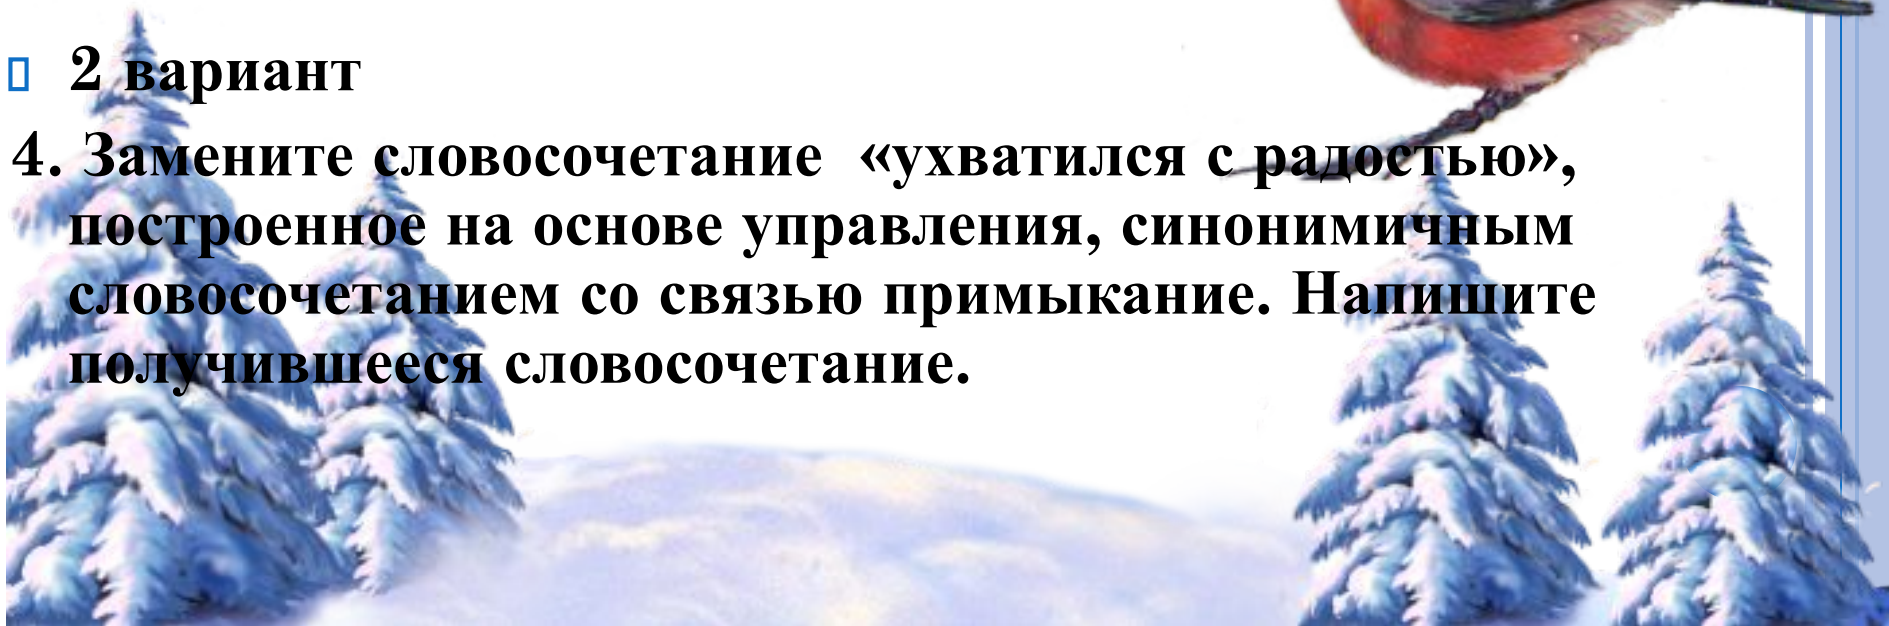 2 вариант
4. Замените словосочетание «ухватился с радостью»,
построенное на основе управления, синонимичным
словосочетанием со связью примыкание. Напишите
получившееся словосочетание.